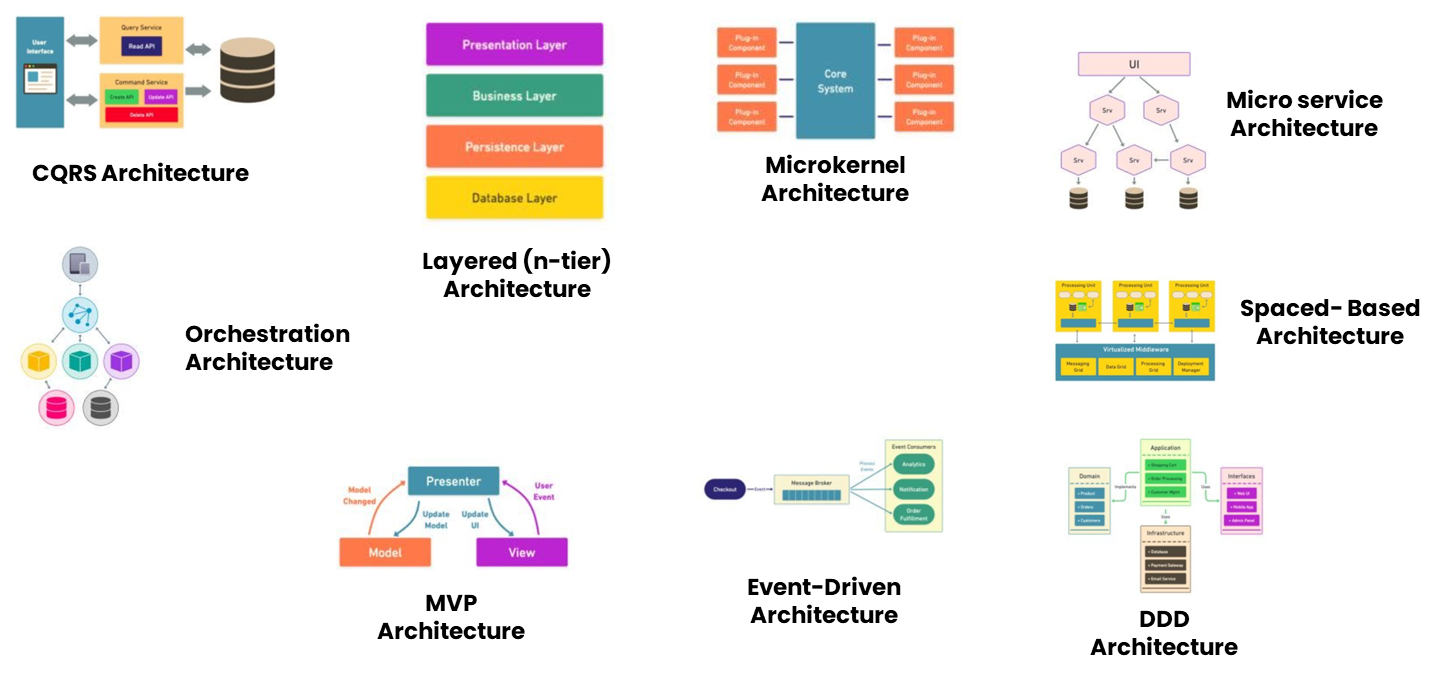 User
Interface
Query Service
Read API
Command Service
Create API
Update API
Delete API
CQRS Architecture
Presentation Layer
Business Layer
Persistence Layer
Database Layer
Layered (n-tier)
Architecture
Plug-in
Component
Plug-in
Component
Plug-in
Component
Core
System
Plug-in
Component
Plug-in
Component
Plug-in
Component
Microkernel
Architecture
UI
Srv
Srv
Srv
Srv
Srv
Micro service
Architecture
Orchestration
Architecture
Processing Unit
Processing Unit
Processing Unit
Virtualized Middleware
Messaging
Grid
Data Grid
Processing
Grid
Deployment
Manager
Spaced- Based
Architecture
Presenter
Model
Changed
User
Event
Update
Model
Update
UI
Model
View
MVP
Architecture
Checkout
Event
Message Broker
Process
Events
Event Consumers
Analytics
Notification
Order
Fulfillment
Event-Driven
Architecture
Application
• Shopping Cart
• Order Processing
• Customer Mgmt
Domain
• Product
• Orders
• Customers
Implements
Uses
Interfaces
• Web UI
• Mobile App
• Admin Panel
Uses
Infrastructure
• Database
• Payment Gateway
• Email Service
DDD
Architecture